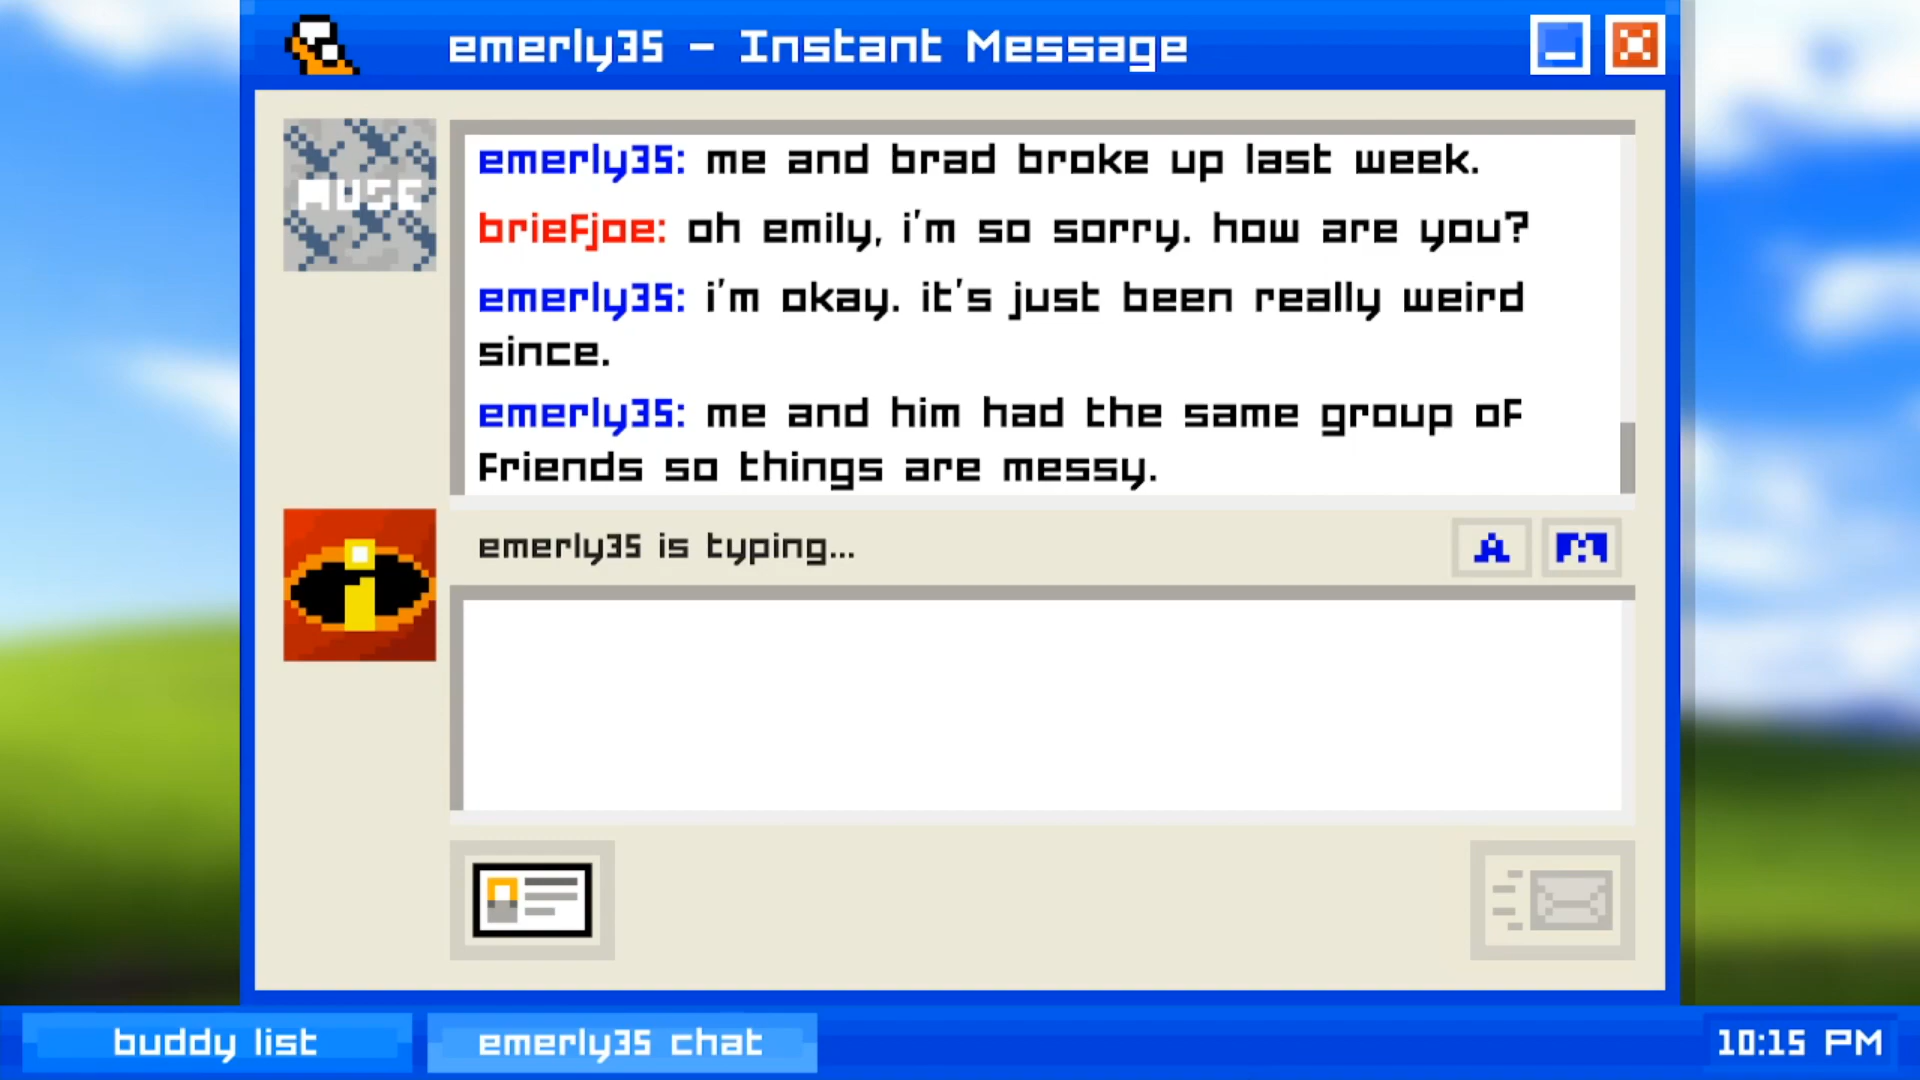 emerly35 - Instant Message
MUSE
emerly35: me and brad broke up last week.
briefjoe: oh emily, i'm so sorry. how are you?
emerly35: i'm okay. it's just been really weird
since.
emerly35: me and him had the same group of
friends so things are messy.
emerly35 is typing...
A
buddy list
emerly35 chat
10:15 PM